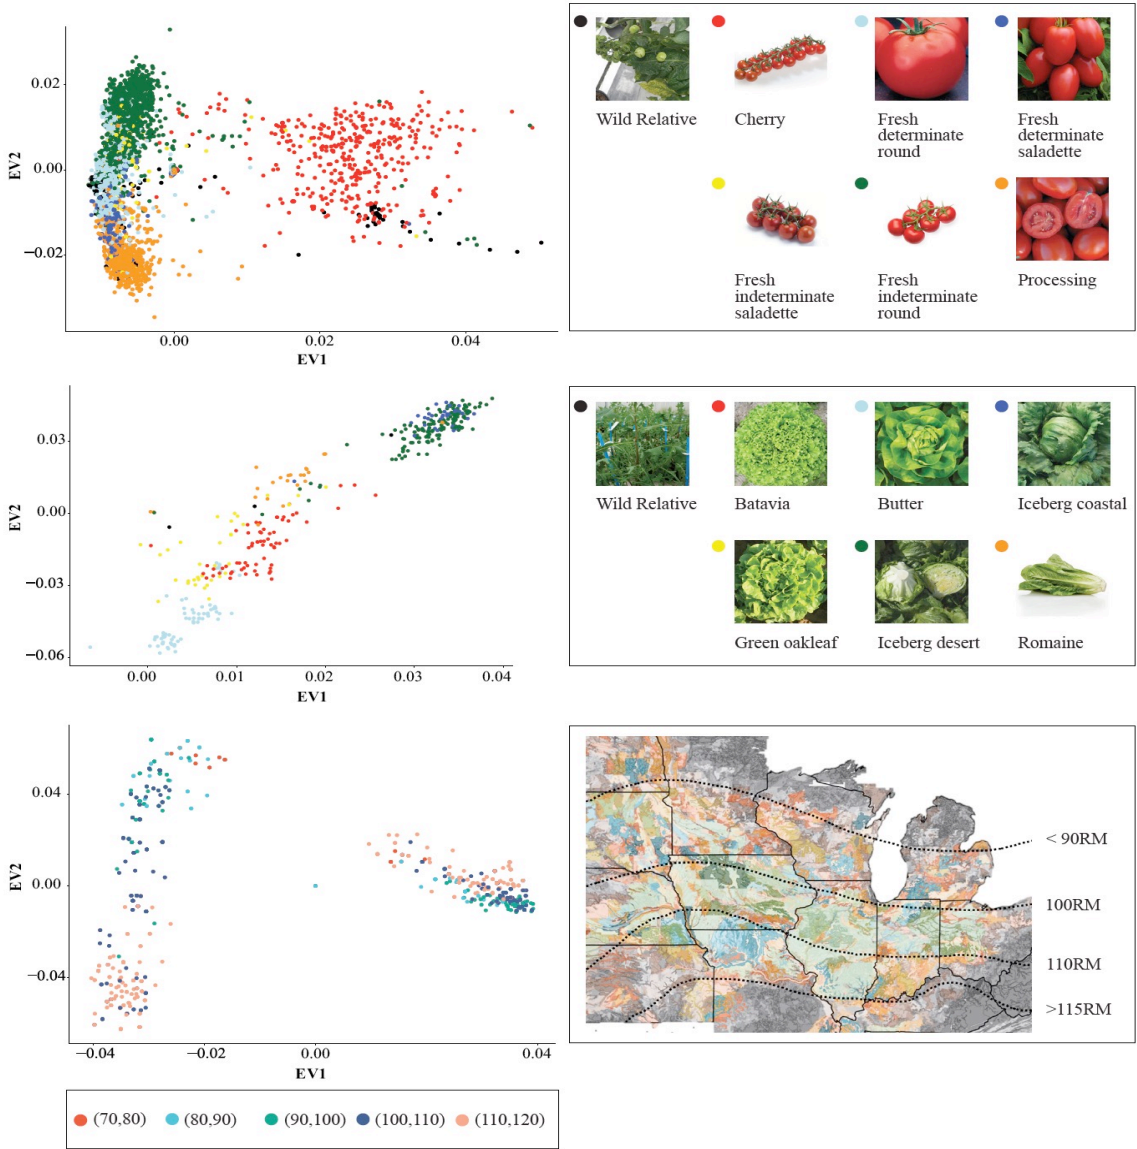 0.02
0.00
−0.02
EV2
0.00
0.02
0.04
EV1
Wild Relative
Cherry
Fresh
determinate
round
Fresh
determinate
saladette
Fresh
indeterminate
saladette
Fresh
indeterminate
round
Processing
0.03
0.00
−0.03
−0.06
EV2
0.00
0.01
0.02
0.03
0.04
EV1
Wild Relative
Batavia
Butter
Iceberg coastal
Green oakleaf
Iceberg desert
Romaine
0.04
0.00
−0.04
EV2
−0.04
−0.02
0.00
0.04
EV1
< 90RM
100RM
110RM
>115RM
(70,80)
(80,90)
(90,100)
(100,110)
(110,120)